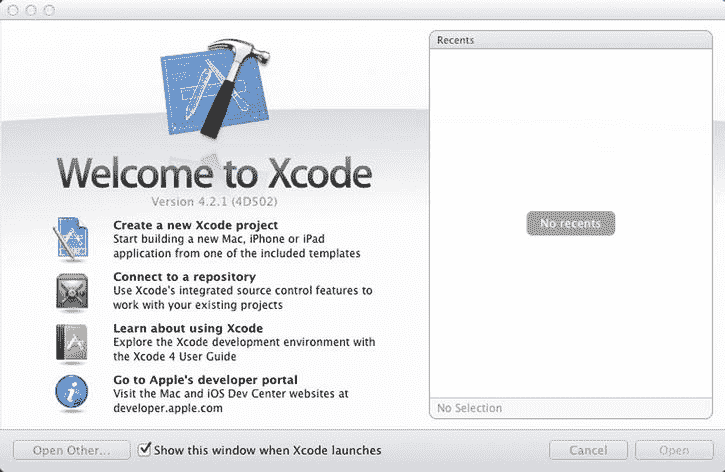 Recents
Welcome to Xcode
Version 4.2.1 (4D502)
Create a new Xcode project
Start building a new Mac, iPhone or iPad
application from one of the included templates
Connect to a repository
Use Xcode's integrated source control features to
work with your existing projects
Learn about using Xcode
Explore the Xcode development environment with
the Xcode 4 User Guide
Go to Apple's developer portal
Visit the Mac and iOS Dev Center websites at
developer.apple.com
No recents
No Selection
Open Other...
Show this window when Xcode launches
Cancel
Open